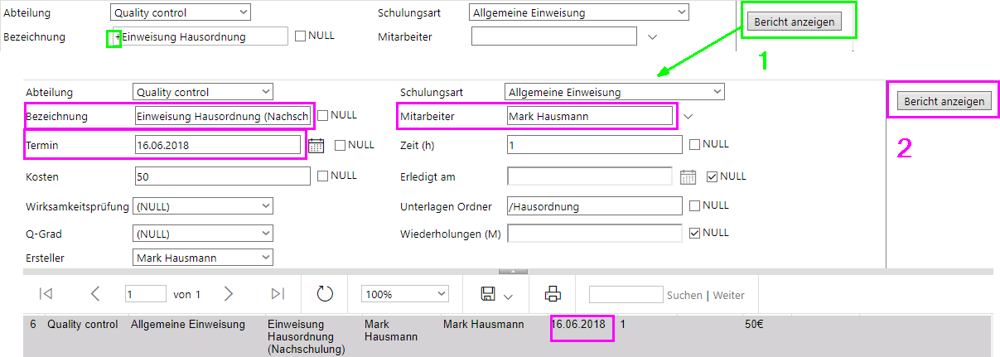 Abteilung Quality control Schulungsart Allgemeine Einweisung Bericht anzeigen
Bezeichnung +Einweisung Hausordnung NULL Mitarbeiter
1
Abteilung Quality control Schulungsart Allgemeine Einweisung Bericht anzeigen
Bezeichnung Einweisung Hausordnung (Nachsch NULL Mitarbeiter Mark Hausmann
Termin 16.06.2018 NULL Zeit (h) 1 NULL
2
Kosten 50 NULL Erledigt am NULL
Wirksamkeitsprüfung (NULL) Unterlagen Ordner /Hausordnung NULL
Q-Grad (NULL) Wiederholungen (M) NULL
Ersteller Mark Hausmann
1 von 1 100% Suchen | Weiter
6 Quality control Allgemeine Einweisung Einweisung Mark Mark Hausmann 16.06.2018 1 50€
Hausordnung Hausmann
(Nachschulung)